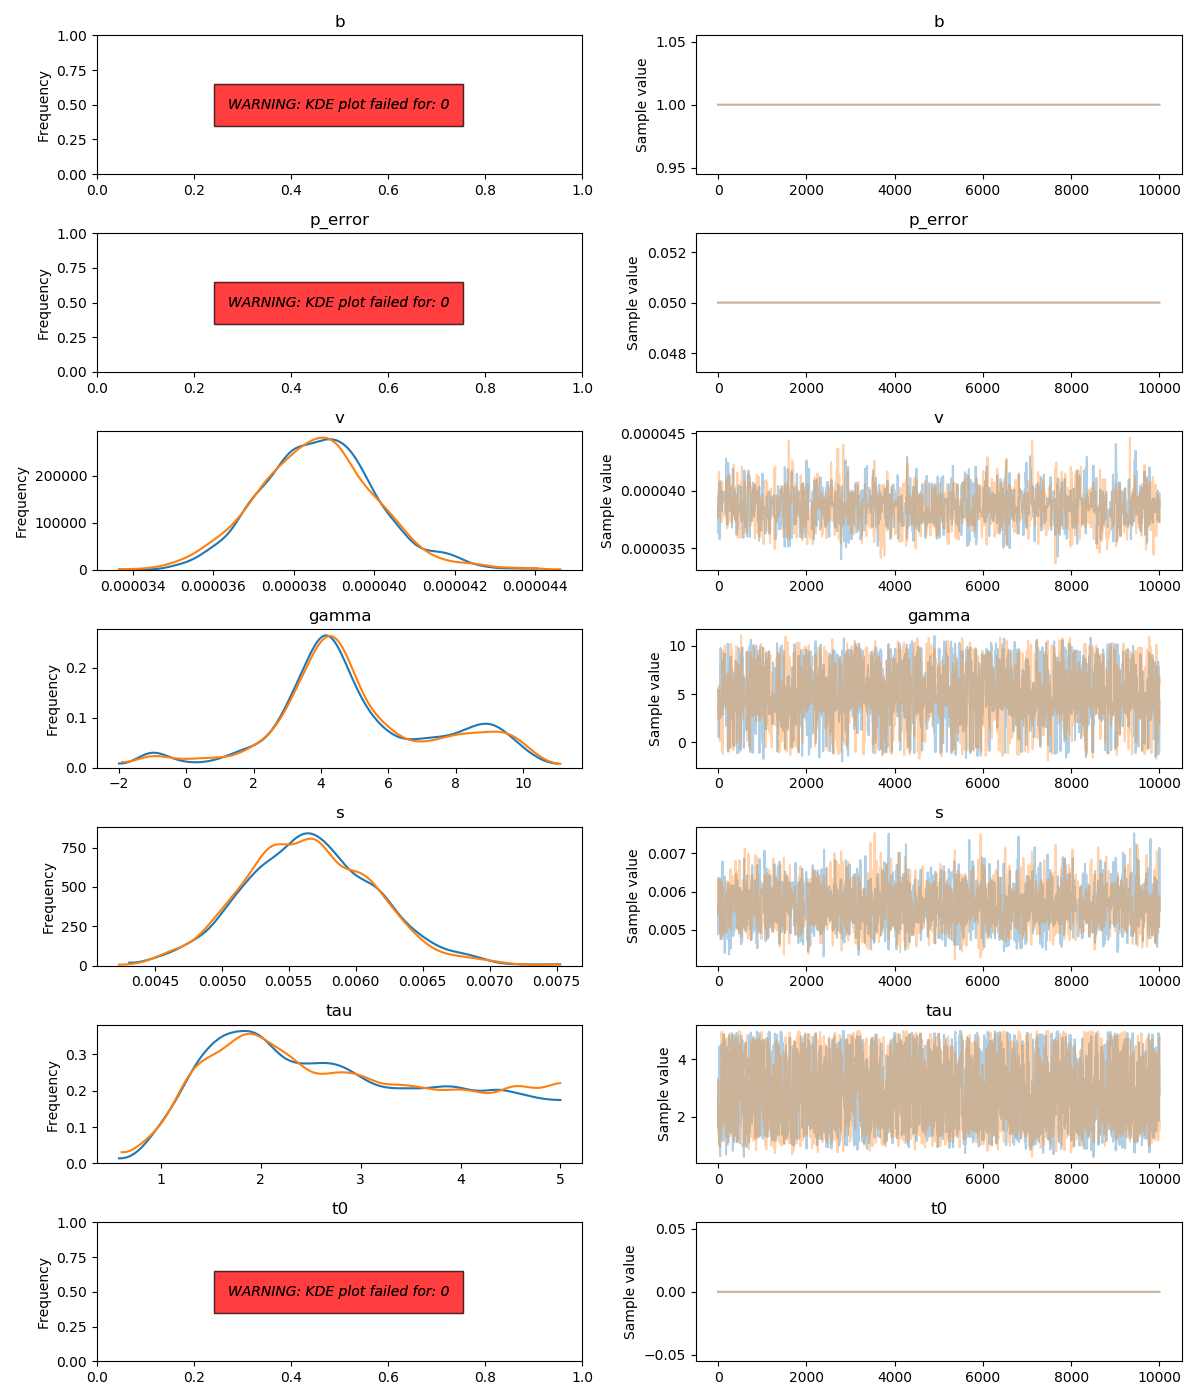 b
b
1.00
0.75
0.50
0.25
0.00
Frequency
WARNING: KDE plot failed for: 0
0.0 0.2 0.4 0.6 0.8 1.0
1.05
1.00
0.95
Sample value
0 2000 4000 6000 8000 10000
p_error
p_error
1.00
0.75
0.50
0.25
0.00
Frequency
WARNING: KDE plot failed for: 0
0.0 0.2 0.4 0.6 0.8 1.0
0.052
0.050
0.048
Sample value
0 2000 4000 6000 8000 10000
v
v
200000
100000
0
Frequency
0.000034 0.000036 0.000038 0.000040 0.000042 0.000044
0.000045
0.000040
0.000035
Sample value
0 2000 4000 6000 8000 10000
gamma
gamma
0.2
0.1
0.0
Frequency
−2 0 2 4 6 8 10
10
5
0
Sample value
0 2000 4000 6000 8000 10000
s
s
750
500
250
0
Frequency
0.0045 0.0050 0.0055 0.0060 0.0065 0.0070 0.0075
0.007
0.006
0.005
Sample value
0 2000 4000 6000 8000 10000
tau
tau
0.3
0.2
0.1
0.0
Frequency
1 2 3 4 5
4
2
Sample value
0 2000 4000 6000 8000 10000
t0
t0
1.00
0.75
0.50
0.25
0.00
Frequency
WARNING: KDE plot failed for: 0
0.0 0.2 0.4 0.6 0.8 1.0
0.05
0.00
−0.05
Sample value
0 2000 4000 6000 8000 10000